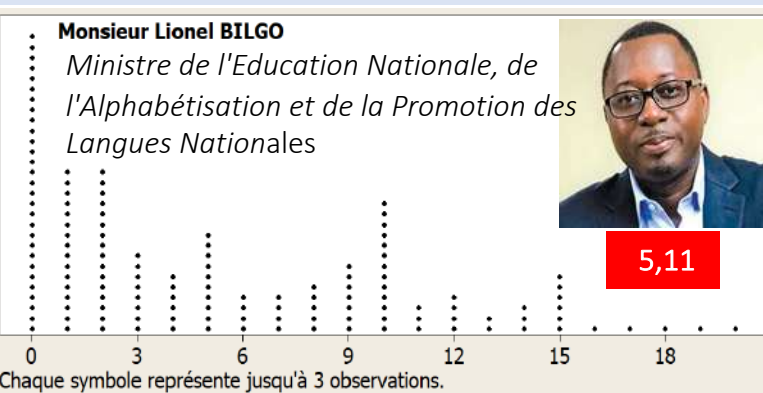 Monsieur Lionel BILGO
Ministre de l'Education Nationale, de
l'Alphabétisation et de la Promotion des
Langues Nationales
5,11
0 3 6 9 12 15 18
Chaque symbole représente jusqu'à 3 observations.